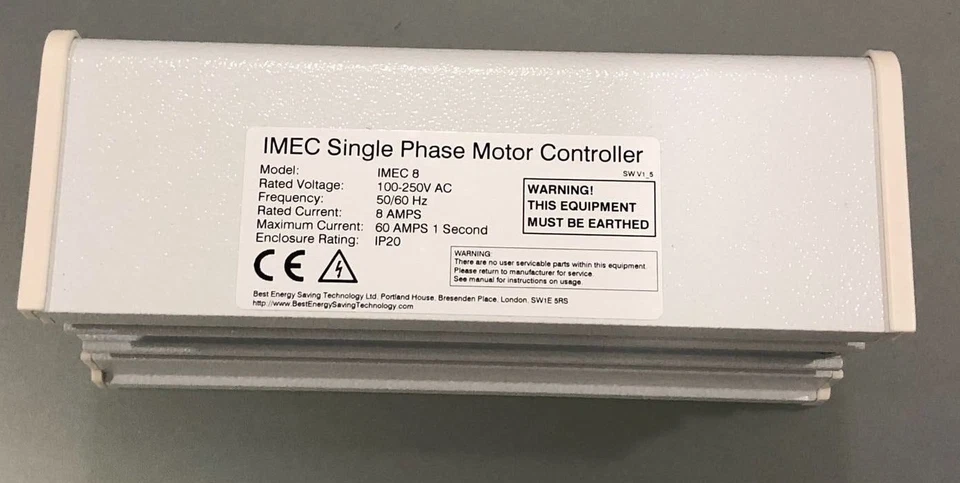 IMEC Single Phase Motor Controller
SW V1_5
Model: IMEC 8
Rated Voltage: 100-250V AC
Frequency: 50/60 Hz
Rated Current: 8 AMPS
Maximum Current: 60 AMPS 1 Second
Enclosure Rating: IP20
WARNING!
THIS EQUIPMENT
MUST BE EARTHED
WARNING:
There are no user servicable parts within this equipment.
Please return to manufacturer for service.
See manual for instructions on usage.
CE
Best Energy Saving Technology Ltd, Portland House, Bresenden Place, London, SW1E 5RS
http://www.BestEnergySavingTechnology.com